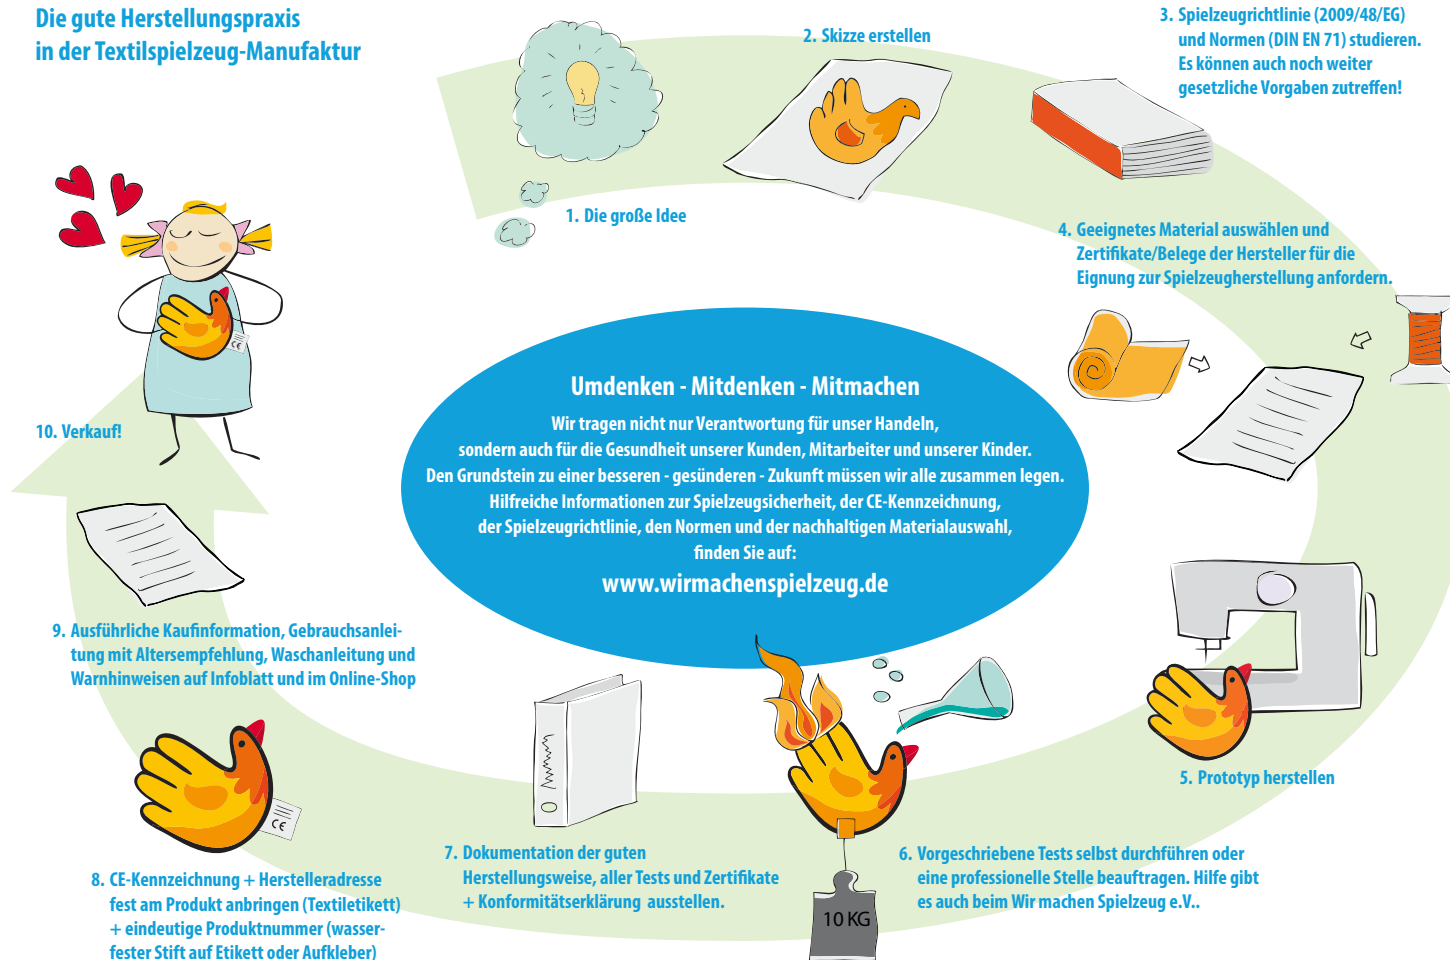 Die gute Herstellungspraxis
in der Textilspielzeug-Manufaktur
1. Die große Idee
2. Skizze erstellen
3. Spielzeugrichtlinie (2009/48/EG)
und Normen (DIN EN 71) studieren.
Es können auch noch weiter
gesetzliche Vorgaben zutreffen!
4. Geeignetes Material auswählen und
Zertifikate/Belege der Hersteller für die
Eignung zur Spielzeugherstellung anfordern.
5. Prototyp herstellen
6. Vorgeschriebene Tests selbst durchführen oder
eine professionelle Stelle beauftragen. Hilfe gibt
es auch beim Wir machen Spielzeug e.V..
10 KG
7. Dokumentation der guten
Herstellungsweise, aller Tests und Zertifikate
+ Konformitätserklärung ausstellen.
8. CE-Kennzeichnung + Herstelleradresse
fest am Produkt anbringen (Textiletikett)
+ eindeutige Produktnummer (wasser-
fester Stift auf Etikett oder Aufkleber)
CE
9. Ausführliche Kaufinformation, Gebrauchsanlei-
tung mit Altersempfehlung, Waschanleitung und
Warnhinweisen auf Infoblatt und im Online-Shop
10. Verkauf!
CE
Umdenken - Mitdenken - Mitmachen
Wir tragen nicht nur Verantwortung für unser Handeln,
sondern auch für die Gesundheit unserer Kunden, Mitarbeiter und unserer Kinder.
Den Grundstein zu einer besseren - gesünderen - Zukunft müssen wir alle zusammen legen.
Hilfreiche Informationen zur Spielzeugsicherheit, der CE-Kennzeichnung,
der Spielzeugrichtlinie, den Normen und der nachhaltigen Materialauswahl,
finden Sie auf:
www.wirmachenspielzeug.de